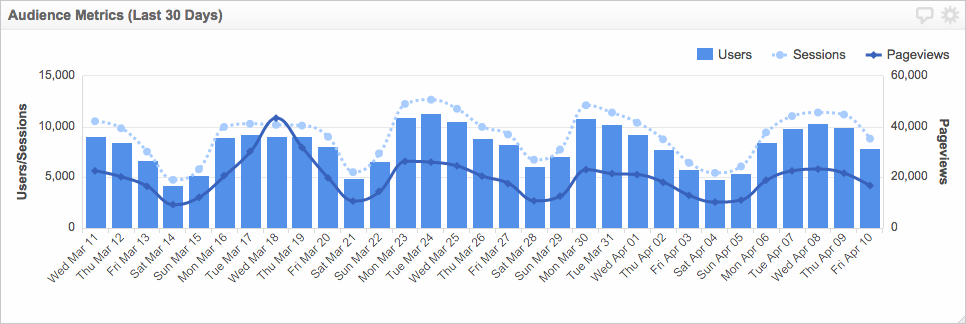 Audience Metrics (Last 30 Days)
Users Sessions Pageviews
15,000 60,000
10,000 40,000
5,000 20,000
0 0
Users/Sessions
Pageviews
Wed Mar 11
Thu Mar 12
Fri Mar 13
Sat Mar 14
Sun Mar 15
Mon Mar 16
Tue Mar 17
Wed Mar 18
Thu Mar 19
Fri Mar 20
Sat Mar 21
Sun Mar 22
Mon Mar 23
Tue Mar 24
Wed Mar 25
Thu Mar 26
Fri Mar 27
Sat Mar 28
Sun Mar 29
Mon Mar 30
Tue Mar 31
Wed Apr 01
Thu Apr 02
Fri Apr 03
Sat Apr 04
Sun Apr 05
Mon Apr 06
Tue Apr 07
Wed Apr 08
Thu Apr 09
Fri Apr 10